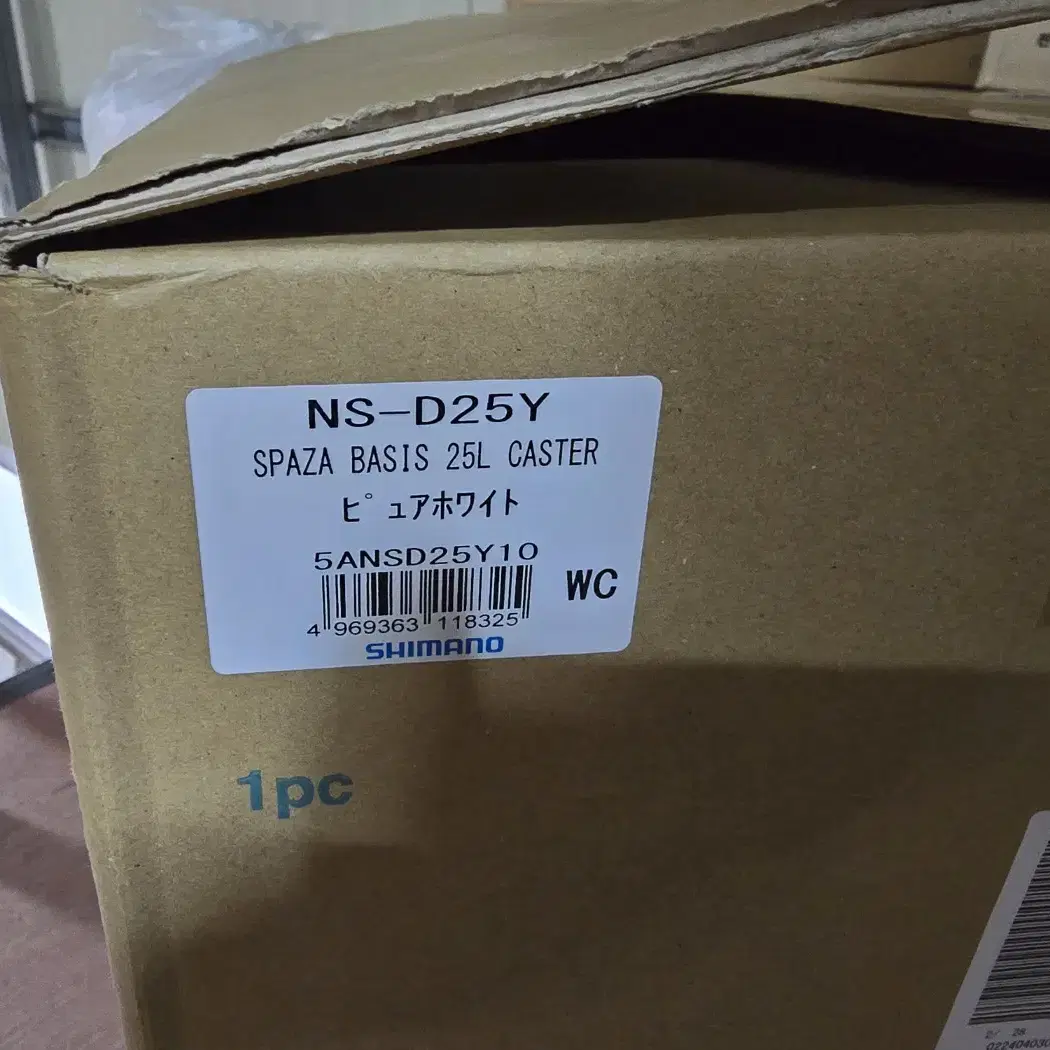 NS-D25Y
SPAZA BASIS 25L CASTER
ピュアホワイト
5ANSD25Y10
WC
4 969363 118325
SHIMANO
1pc